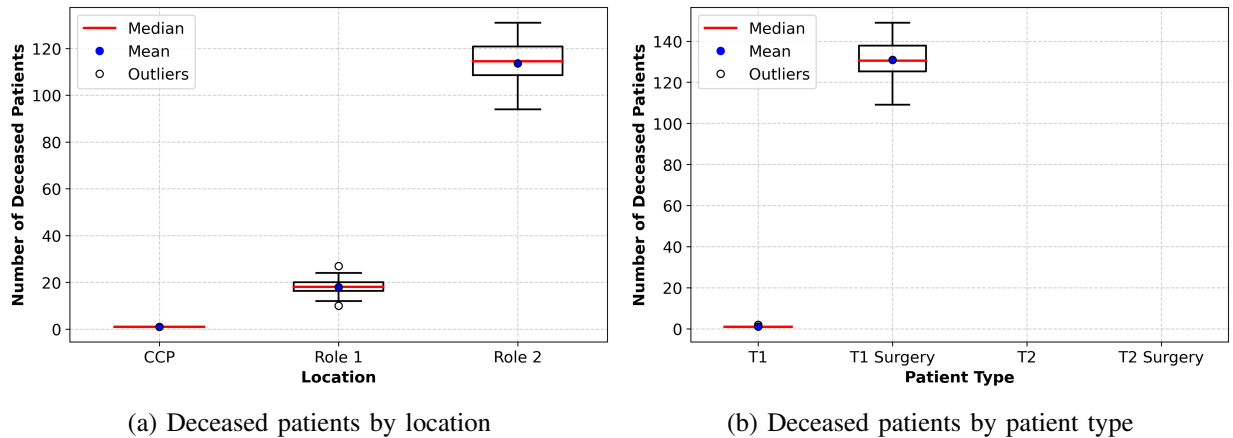 Number of Deceased Patients
120
100
80
60
40
20
0
Median
Mean
Outliers
CCP
Role 1
Role 2
Location
(a) Deceased patients by location
Number of Deceased Patients
140
120
100
80
60
40
20
0
Median
Mean
Outliers
T1
T1 Surgery
T2
T2 Surgery
Patient Type
(b) Deceased patients by patient type